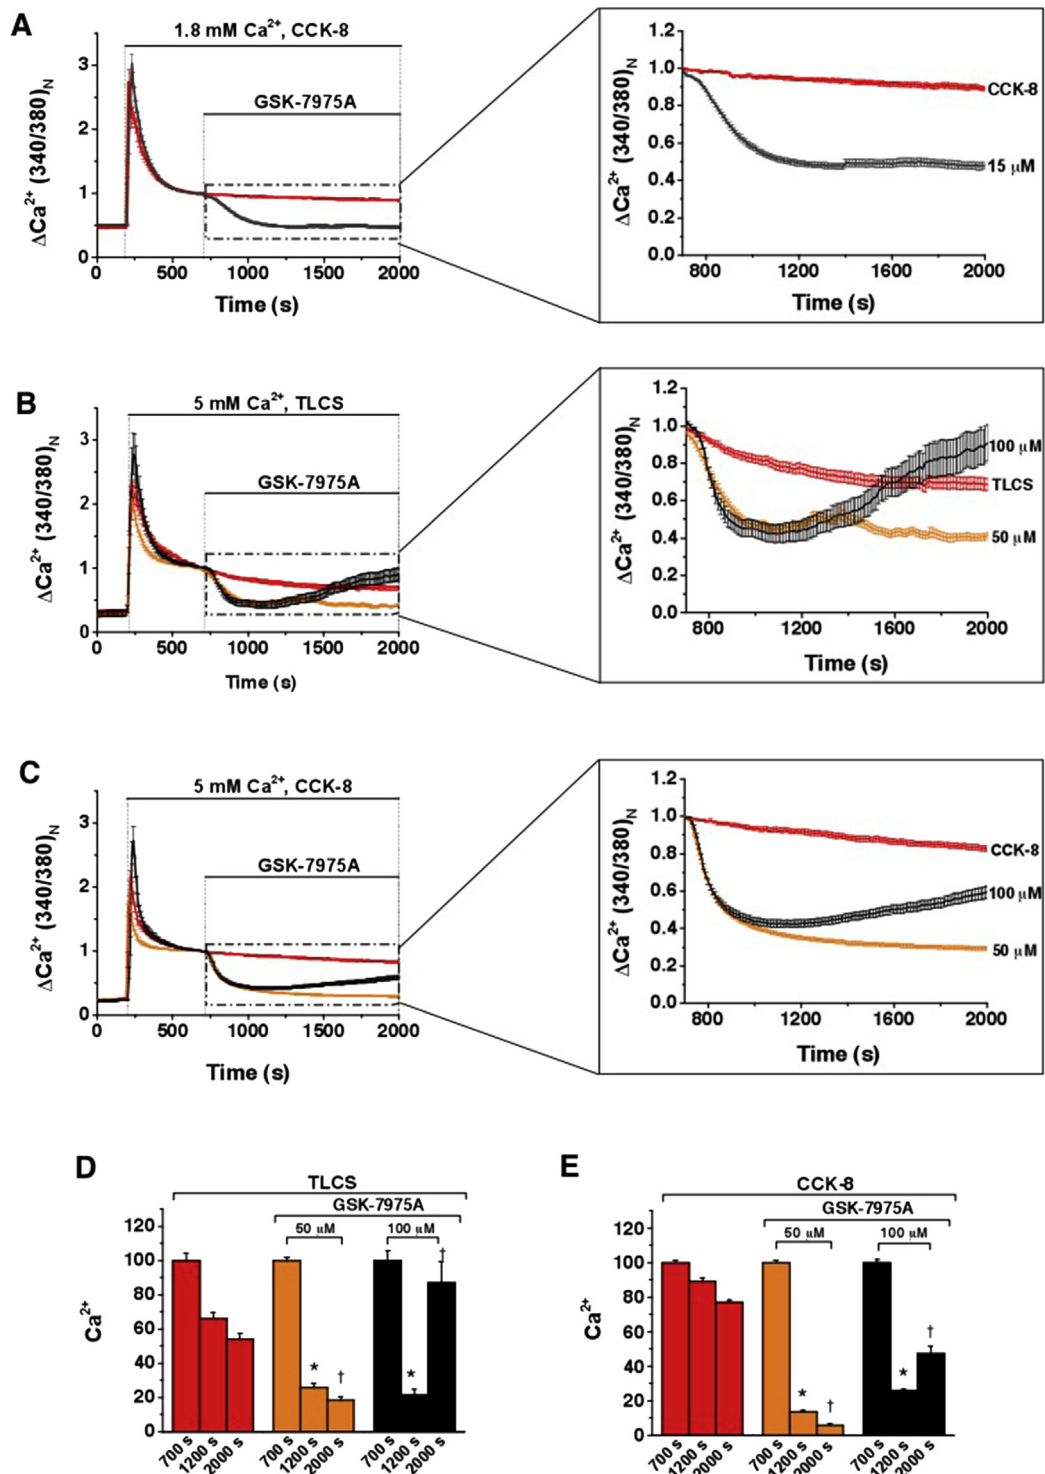 A
1.8 mM Ca²⁺, CCK-8
GSK-7975A
ΔCa²⁺ (340/380)N
3
2
1
0
0 500 1000 1500 2000
Time (s)
ΔCa²⁺ (340/380)N
1.2
1.0
0.8
0.6
0.4
0.2
0.0
CCK-8
15 µM
800 1200 1600 2000
Time (s)
B
5 mM Ca²⁺, TLCS
GSK-7975A
ΔCa²⁺ (340/380)N
3
2
1
0
0 500 1000 1500 2000
Time (s)
ΔCa²⁺ (340/380)N
1.2
1.0
0.8
0.6
0.4
0.2
0.0
100 µM
TLCS
50 µM
800 1200 1600 2000
Time (s)
C
5 mM Ca²⁺, CCK-8
GSK-7975A
ΔCa²⁺ (340/380)N
3
2
1
0
0 500 1000 1500 2000
Time (s)
ΔCa²⁺ (340/380)N
1.2
1.0
0.8
0.6
0.4
0.2
0.0
CCK-8
100 µM
50 µM
800 1200 1600 2000
Time (s)
D
TLCS
GSK-7975A
50 µM 100 µM
Ca²⁺
120
100
80
60
40
20
0
* † * †
700 s 1200 s 2000 s 700 s 1200 s 2000 s 700 s 1200 s 2000 s
E
CCK-8
GSK-7975A
50 µM 100 µM
Ca²⁺
120
100
80
60
40
20
0
* † * †
700 s 1200 s 2000 s 700 s 1200 s 2000 s 700 s 1200 s 2000 s